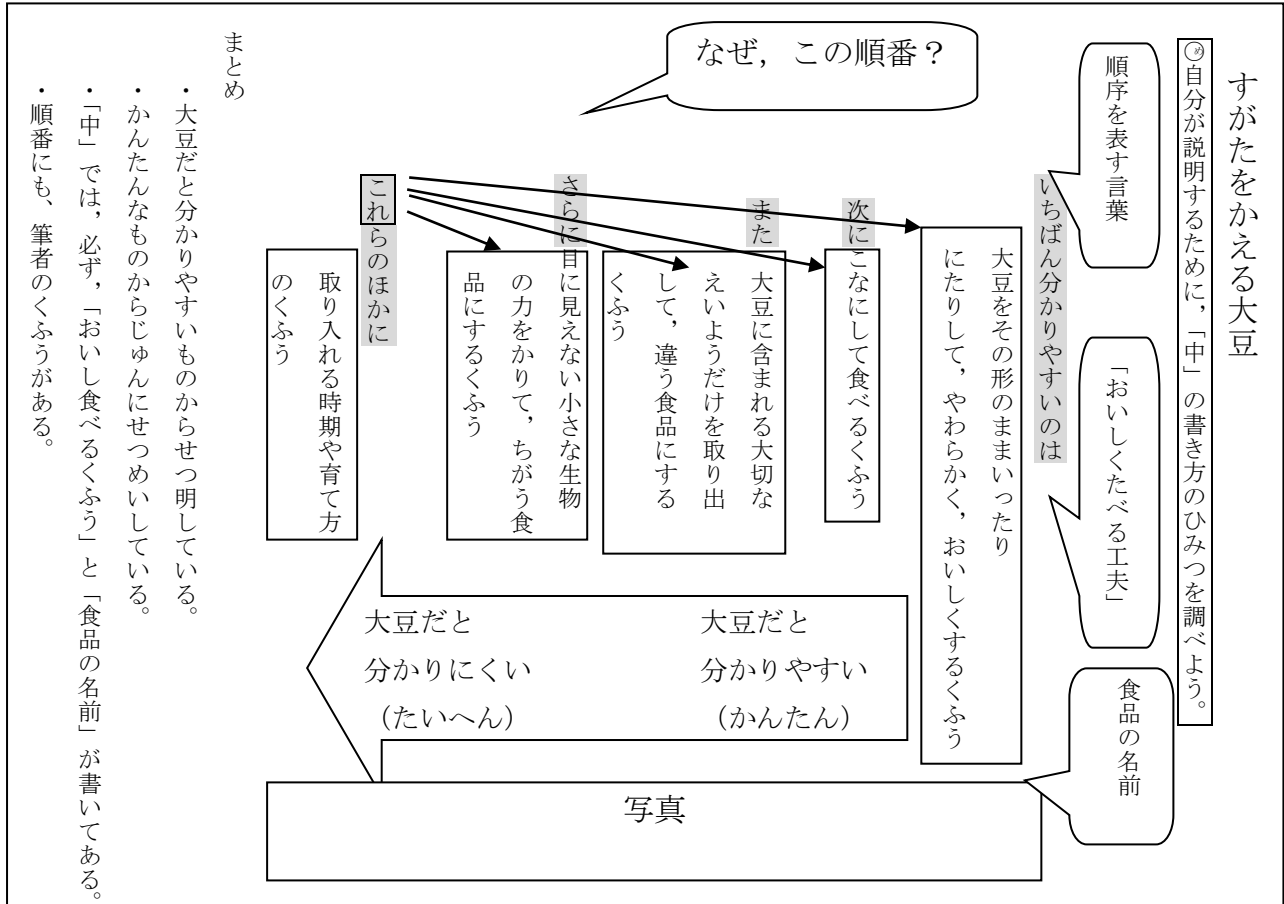 すがたをかえる大豆
め自分が説明するために，「中」の書き方のひみつを調べよう。
順序を表す言葉
「おいしくたべる工夫」
食品の名前
いちばん分かりやすいのは
大豆をその形のままいったり
にたりして，やわらかく，おいしくするくふう
次に
こなにして食べるくふう
また
大豆に含まれる大切な
えいようだけを取り出
して，違う食品にする
くふう
さらに
目に見えない小さな生物
の力をかりて，ちがう食
品にするくふう
これらのほかに
取り入れる時期や育て方
のくふう
なぜ，この順番？
大豆だと
分かりやすい
（かんたん）
大豆だと
分かりにくい
（たいへん）
写真
まとめ
・大豆だと分かりやすいものからせつ明している。
・かんたんなものからじゅんにせつめいしている。
・「中」では，必ず，「おいし食べるくふう」と「食品の名前」が書いてある。
・順番にも、筆者のくふうがある。